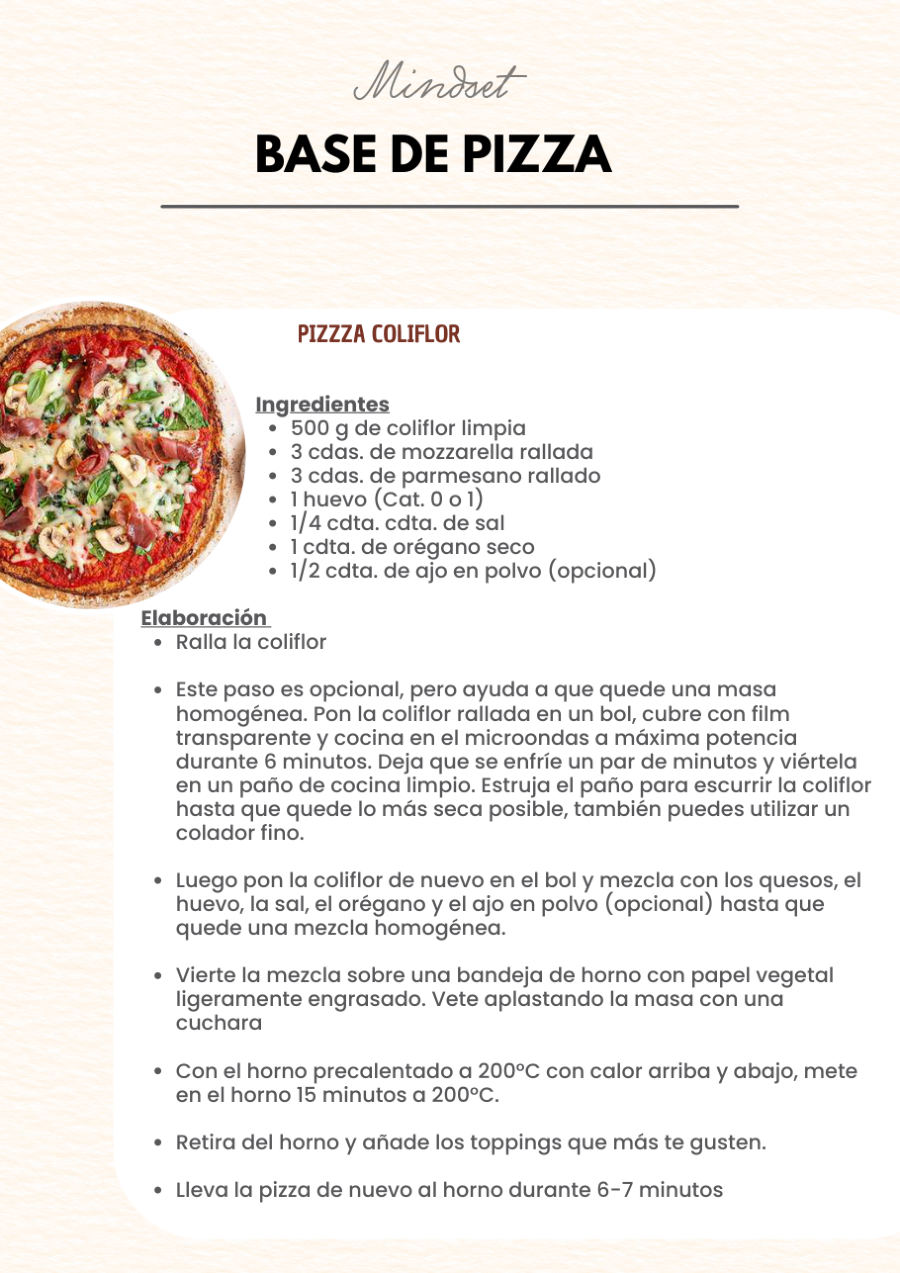 Mindset
BASE DE PIZZA
PIZZZA COLIFLOR
Ingredientes
• 500 g de coliflor limpia
• 3 cdas. de mozzarella rallada
• 3 cdas. de parmesano rallado
• 1 huevo (Cat. 0 o 1)
• 1/4 cdta. cdta. de sal
• 1 cdta. de orégano seco
• 1/2 cdta. de ajo en polvo (opcional)
Elaboración
• Ralla la coliflor
• Este paso es opcional, pero ayuda a que quede una masa
homogénea. Pon la coliflor rallada en un bol, cubre con film
transparente y cocina en el microondas a máxima potencia
durante 6 minutos. Deja que se enfríe un par de minutos y viértela
en un paño de cocina limpio. Estruja el paño para escurrir la coliflor
hasta que quede lo más seca posible, también puedes utilizar un
colador fino.
• Luego pon la coliflor de nuevo en el bol y mezcla con los quesos, el
huevo, la sal, el orégano y el ajo en polvo (opcional) hasta que
quede una mezcla homogénea.
• Vierte la mezcla sobre una bandeja de horno con papel vegetal
ligeramente engrasado. Vete aplastando la masa con una
cuchara
• Con el horno precalentado a 200ºC con calor arriba y abajo, mete
en el horno 15 minutos a 200ºC.
• Retira del horno y añade los toppings que más te gusten.
• Lleva la pizza de nuevo al horno durante 6-7 minutos